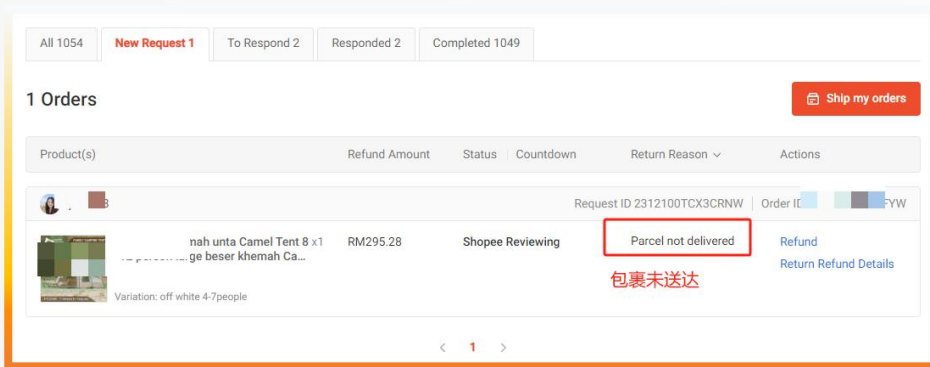 All 1054 New Request 1 To Respond 2 Responded 2 Completed 1049
1 Orders
Ship my orders
Product(s) Refund Amount Status Countdown Return Reason Actions
Request ID 2312100TCX3CRNW Order ID FYW
unta Camel Tent 8 x1 RM295.28 Shopee Reviewing Parcel not delivered Refund
beser khemah Ca...
Return Refund Details
包裹未送达
Variation: off white 4-7people
< 1 >